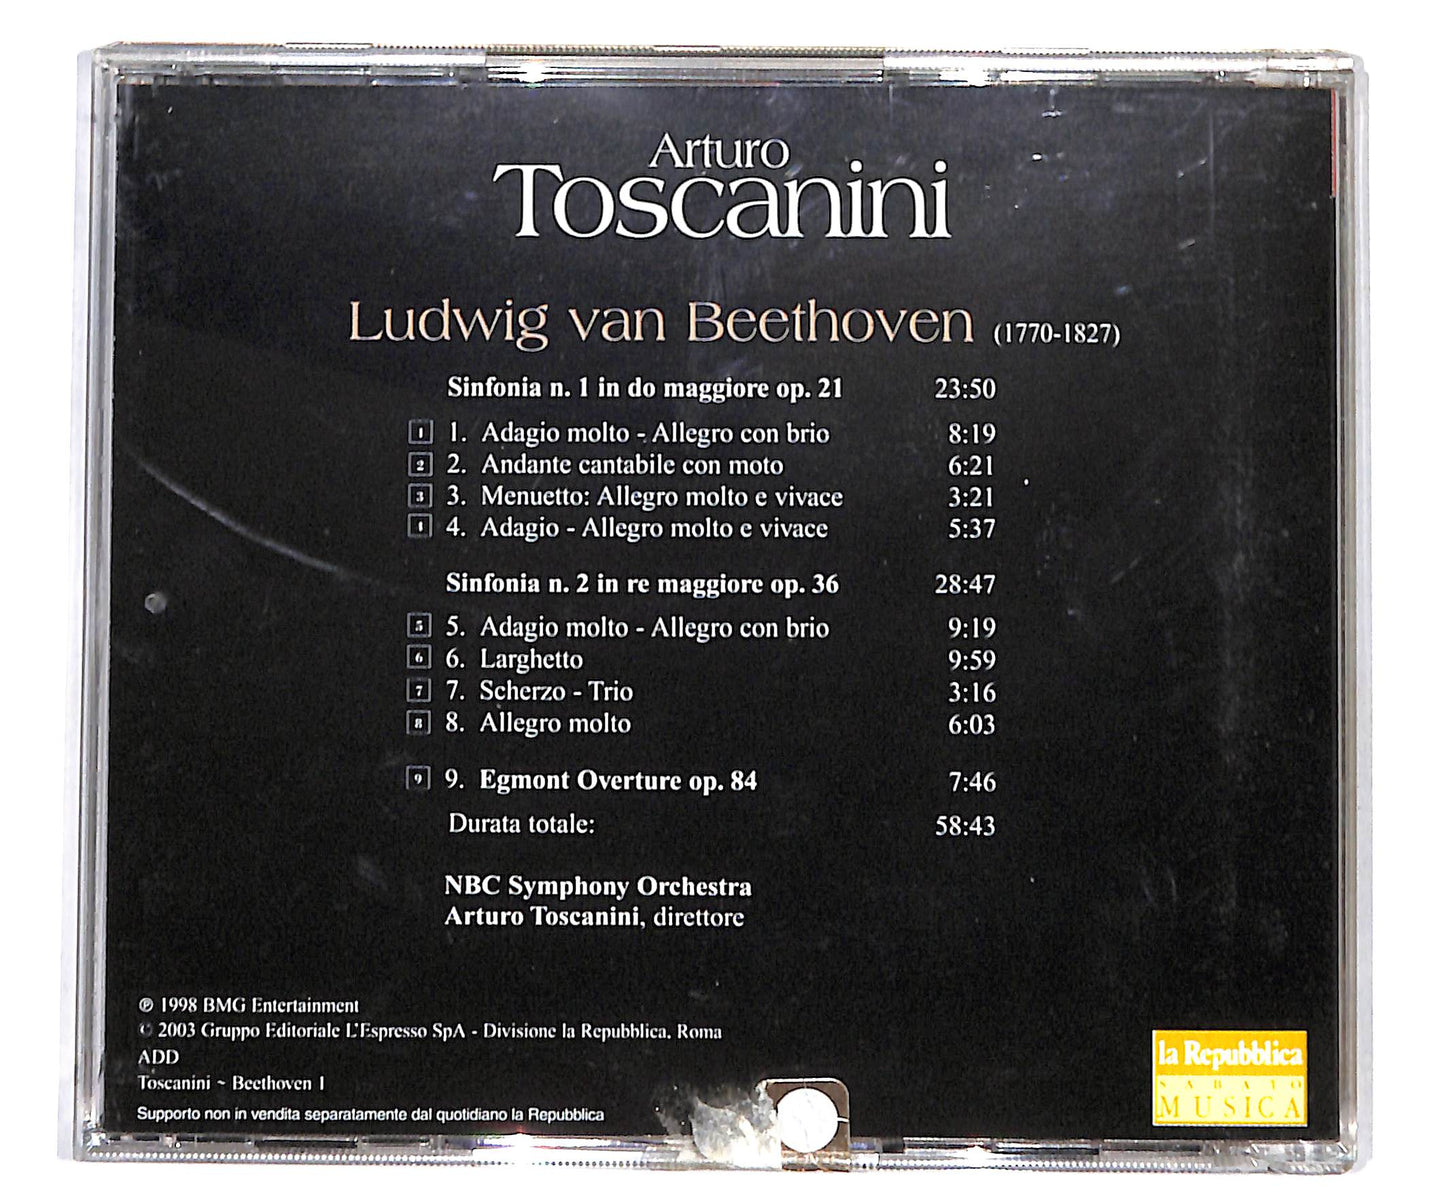 Arturo
Toscanini
Ludwig van Beethoven (1770-1827)
Sinfonia n. 1 in do maggiore op. 21 23:50
1 1. Adagio molto - Allegro con brio 8:19
2 2. Andante cantabile con moto 6:21
3 3. Menuetto: Allegro molto e vivace 3:21
4 4. Adagio - Allegro molto e vivace 5:37
Sinfonia n. 2 in re maggiore op. 36 28:47
5 5. Adagio molto - Allegro con brio 9:19
6 6. Larghetto 9:59
7 7. Scherzo - Trio 3:16
8 8. Allegro molto 6:03
9 9. Egmont Overture op. 84 7:46
Durata totale: 58:43
NBC Symphony Orchestra
Arturo Toscanini, direttore
℗ 1998 BMG Entertainment
© 2003 Gruppo Editoriale L'Espresso SpA - Divisione la Repubblica, Roma
ADD
Toscanini ~ Beethoven 1
Supporto non in vendita separatamente dal quotidiano la Repubblica
la Repubblica
SABATO
MUSICA